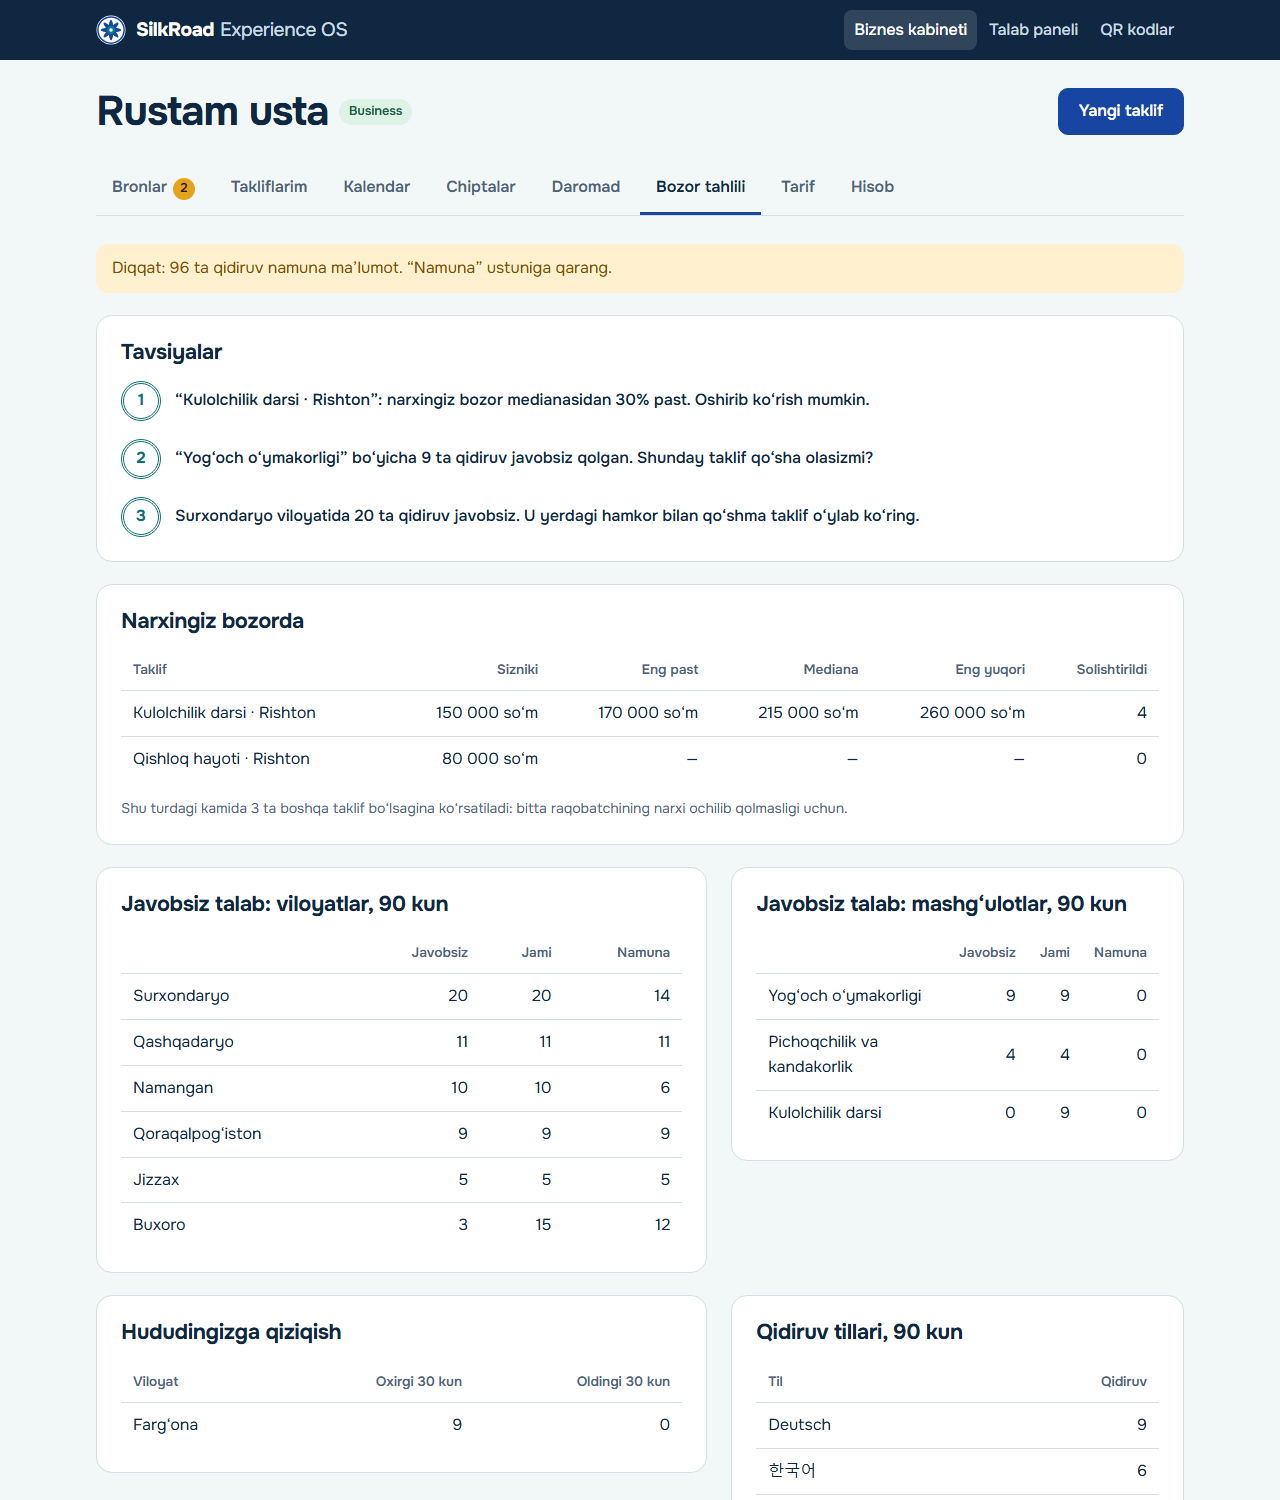 SilkRoad Experience OS
Biznes kabineti Talab paneli QR kodlar
Rustam usta Business
Yangi taklif
Bronlar 2 Takliflarim Kalendar Chiptalar Daromad Bozor tahlili Tarif Hisob
Diqqat: 96 ta qidiruv namuna ma’lumot. “Namuna” ustuniga qarang.
Tavsiyalar
1 “Kulolchilik darsi · Rishton”: narxingiz bozor medianasidan 30% past. Oshirib ko‘rish mumkin.
2 “Yog‘och o‘ymakorligi” bo‘yicha 9 ta qidiruv javobsiz qolgan. Shunday taklif qo‘sha olasizmi?
3 Surxondaryo viloyatida 20 ta qidiruv javobsiz. U yerdagi hamkor bilan qo‘shma taklif o‘ylab ko‘ring.
Narxingiz bozorda
Taklif Sizniki Eng past Mediana Eng yuqori Solishtirildi
Kulolchilik darsi · Rishton 150 000 so‘m 170 000 so‘m 215 000 so‘m 260 000 so‘m 4
Qishloq hayoti · Rishton 80 000 so‘m — — — 0
Shu turdagi kamida 3 ta boshqa taklif bo‘lsagina ko‘rsatiladi: bitta raqobatchining narxi ochilib qolmasligi uchun.
Javobsiz talab: viloyatlar, 90 kun
Javobsiz Jami Namuna
Surxondaryo 20 20 14
Qashqadaryo 11 11 11
Namangan 10 10 6
Qoraqalpog‘iston 9 9 9
Jizzax 5 5 5
Buxoro 3 15 12
Javobsiz talab: mashg‘ulotlar, 90 kun
Javobsiz Jami Namuna
Yog‘och o‘ymakorligi 9 9 0
Pichoqchilik va
kandakorlik 4 4 0
Kulolchilik darsi 0 9 0
Hududingizga qiziqish
Viloyat Oxirgi 30 kun Oldingi 30 kun
Farg‘ona 9 0
Qidiruv tillari, 90 kun
Til Qidiruv
Deutsch 9
한국어 6